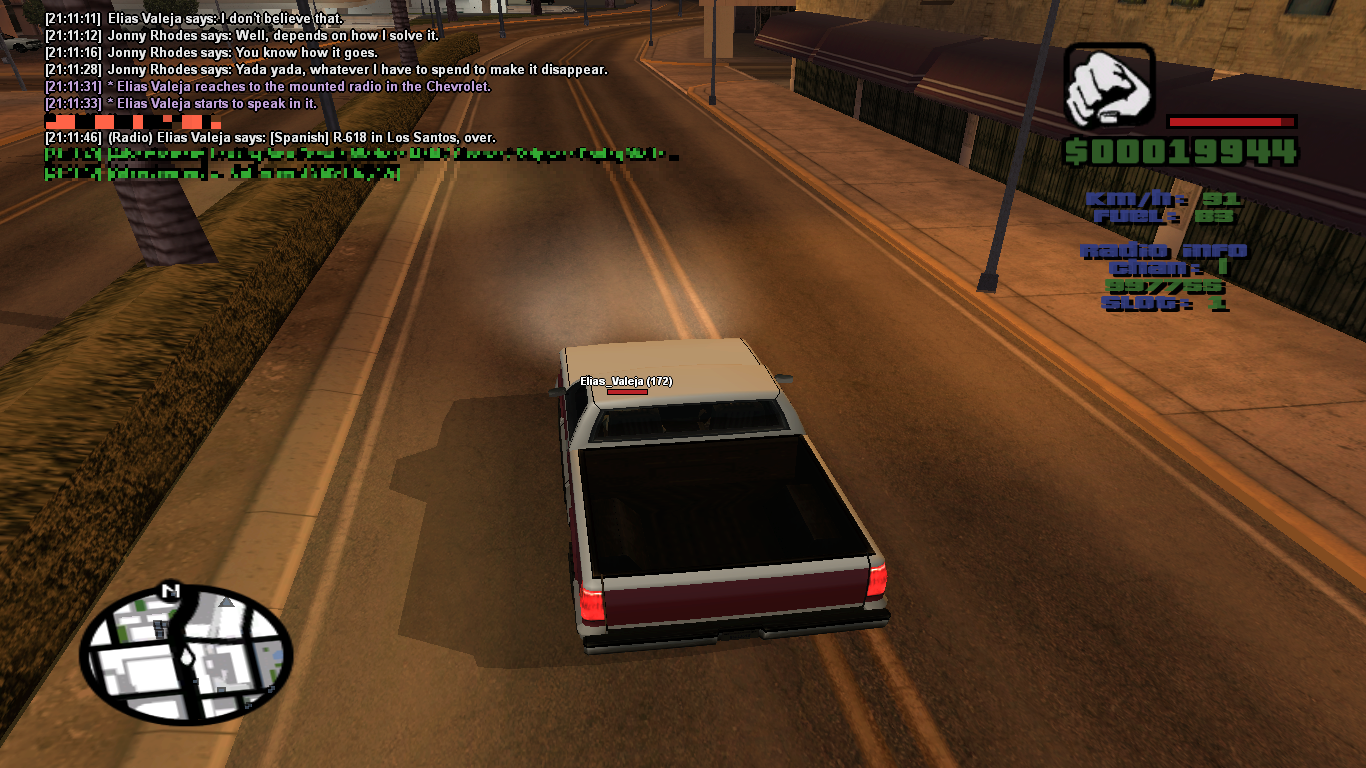 [21:11:11] Elias Valeja says: I don't believe that.
[21:11:12] Jonny Rhodes says: Well, depends on how I solve it.
[21:11:16] Jonny Rhodes says: You know how it goes.
[21:11:28] Jonny Rhodes says: Yada yada, whatever I have to spend to make it disappear.
[21:11:31] * Elias Valeja reaches to the mounted radio in the Chevrolet.
[21:11:33] * Elias Valeja starts to speak in it.
[21:11:46] (Radio) Elias Valeja says: [Spanish] R-618 in Los Santos, over.
$00019944
Km/h: 91
Fuel: 83
Radio Info
Chan: 1
997755
Slot: 1
Elias_Valeja (172)
N